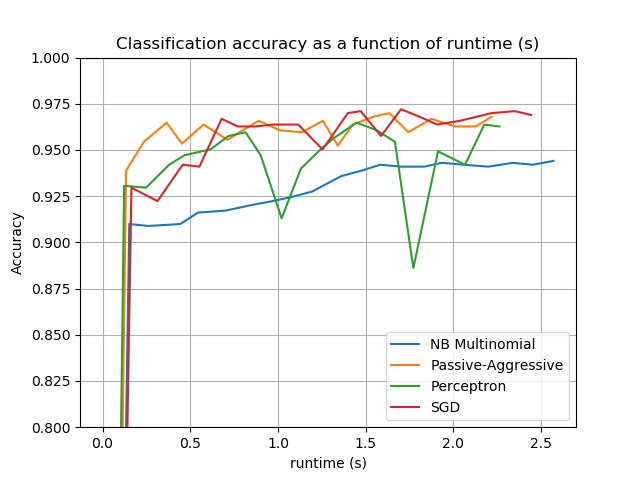 Classification accuracy as a function of runtime (s)
1.000
0.975
0.950
0.925
0.900
0.875
0.850
0.825
0.800
Accuracy
NB Multinomial
Passive-Aggressive
Perceptron
SGD
0.0 0.5 1.0 1.5 2.0 2.5
runtime (s)